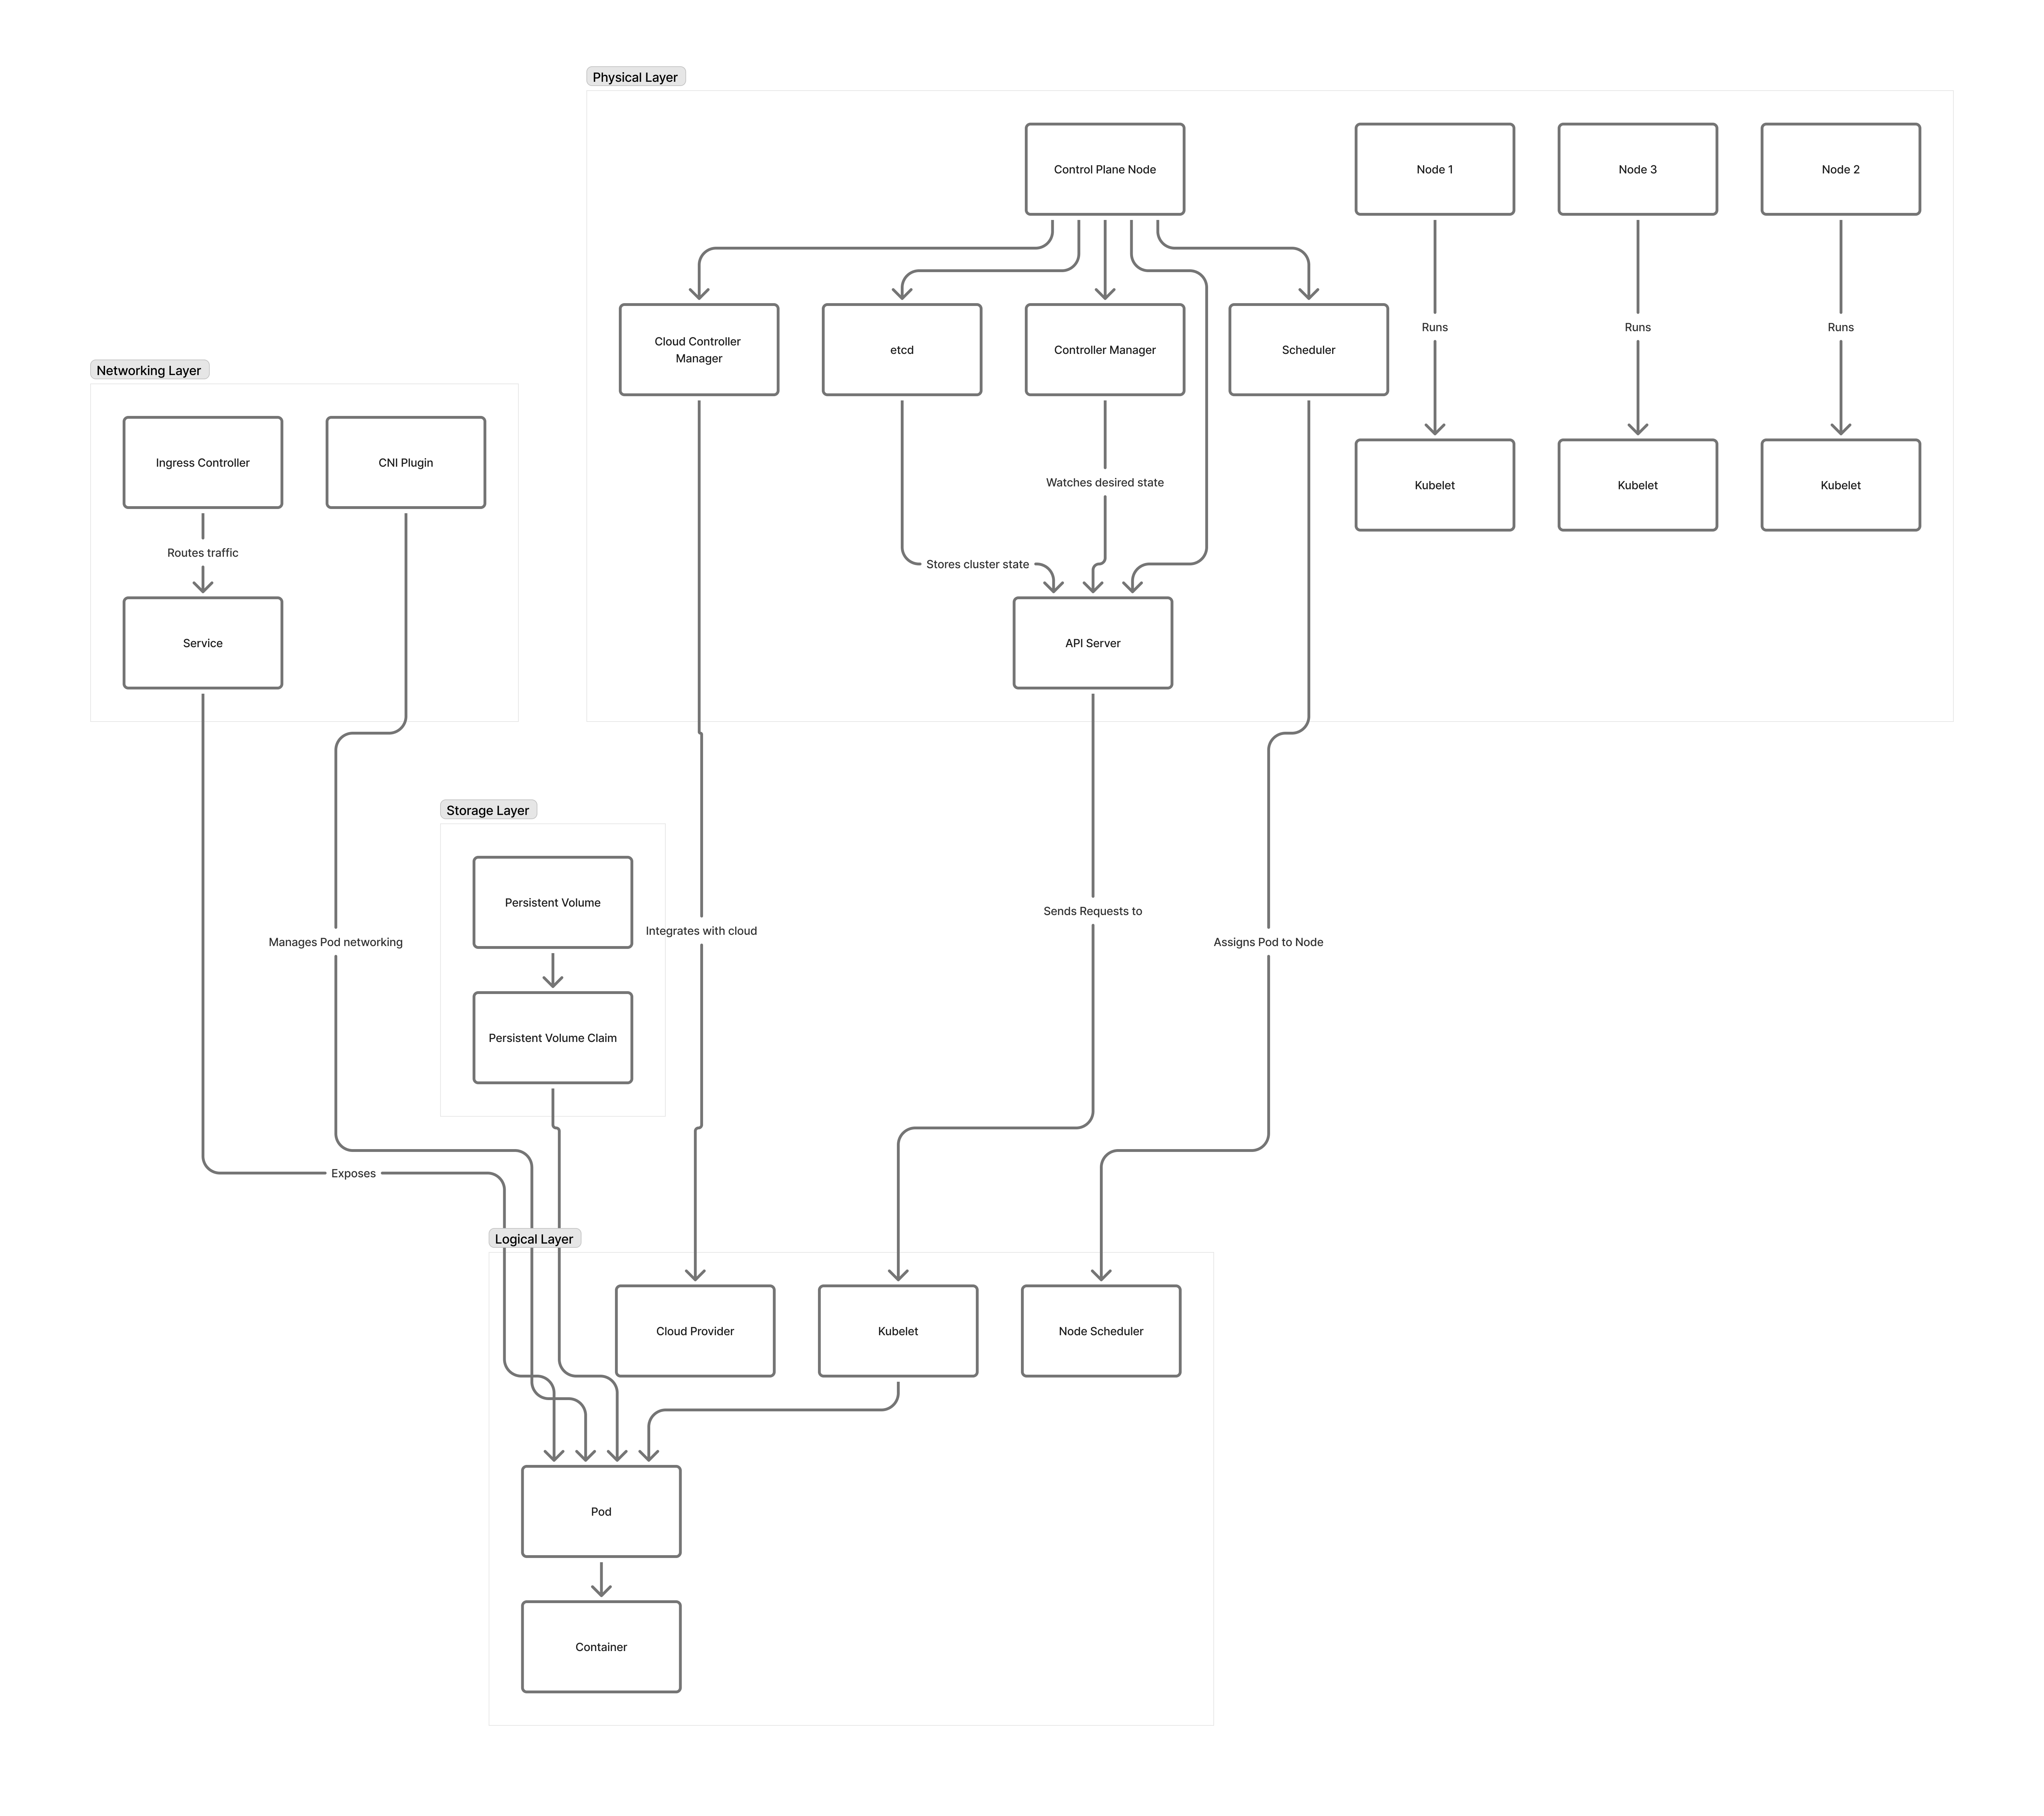 Physical Layer
Control Plane Node
Node 1
Node 3
Node 2
Cloud Controller
Manager
etcd
Controller Manager
Scheduler
Runs
Runs
Runs
Networking Layer
Ingress Controller
CNI Plugin
Watches desired state
Kubelet
Kubelet
Kubelet
Routes traffic
Stores cluster state
Service
API Server
Storage Layer
Persistent Volume
Manages Pod networking
Integrates with cloud
Sends Requests to
Assigns Pod to Node
Persistent Volume Claim
Exposes
Logical Layer
Cloud Provider
Kubelet
Node Scheduler
Pod
Container